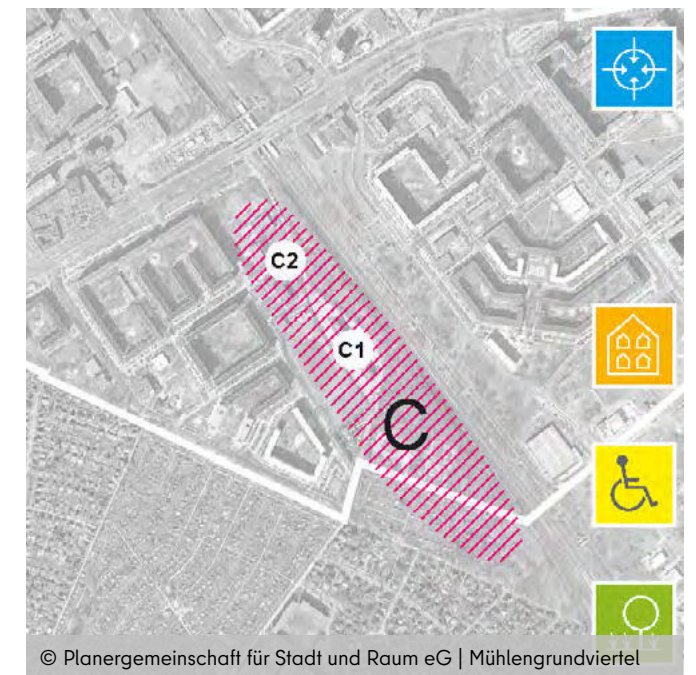 C2
C1
C
© Planergemeinschaft für Stadt und Raum eG | Mühlengrundviertel